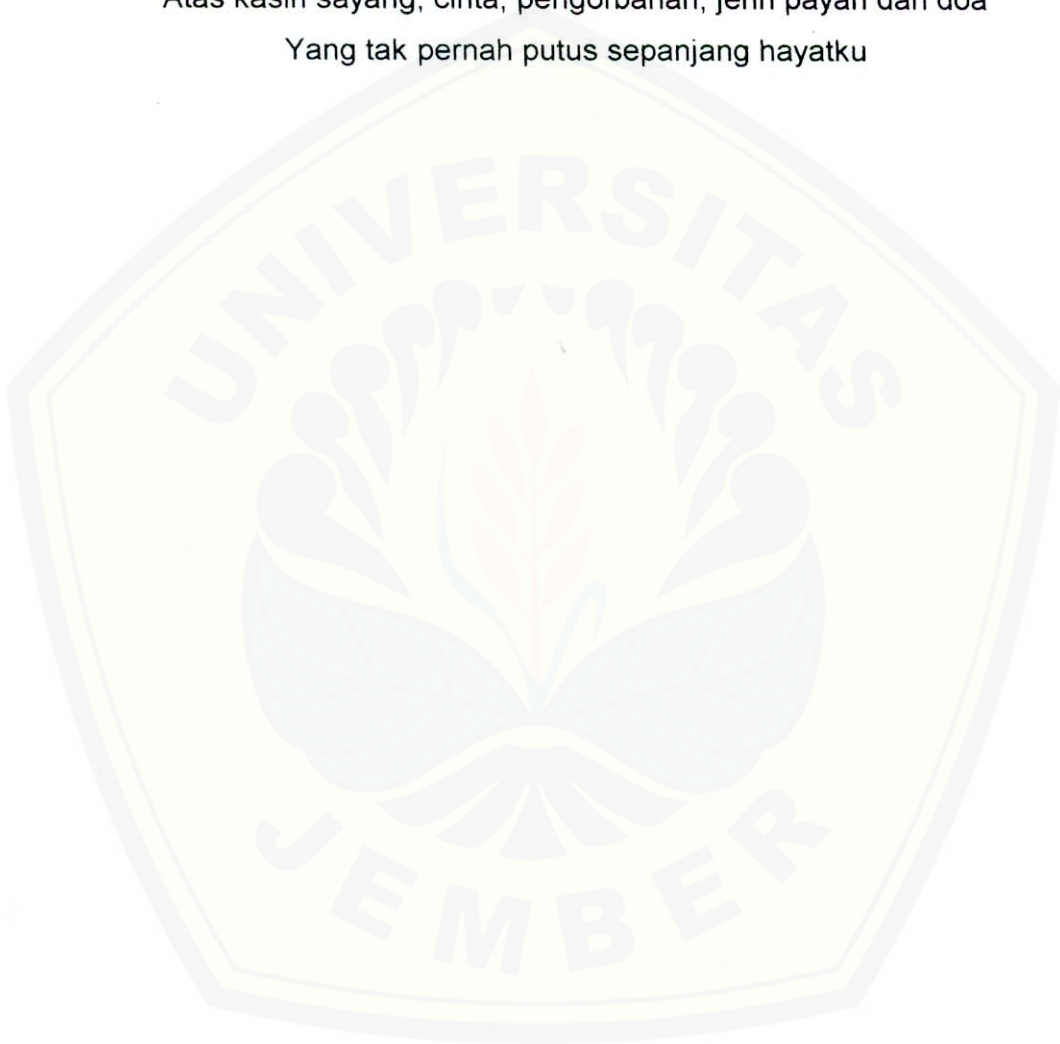 Atas kasih sayang, cinta, pengorbanan, jerih payah dan doa
Yang tak pernah putus sepanjang hayatku
UNIVERSITAS
JEMBER